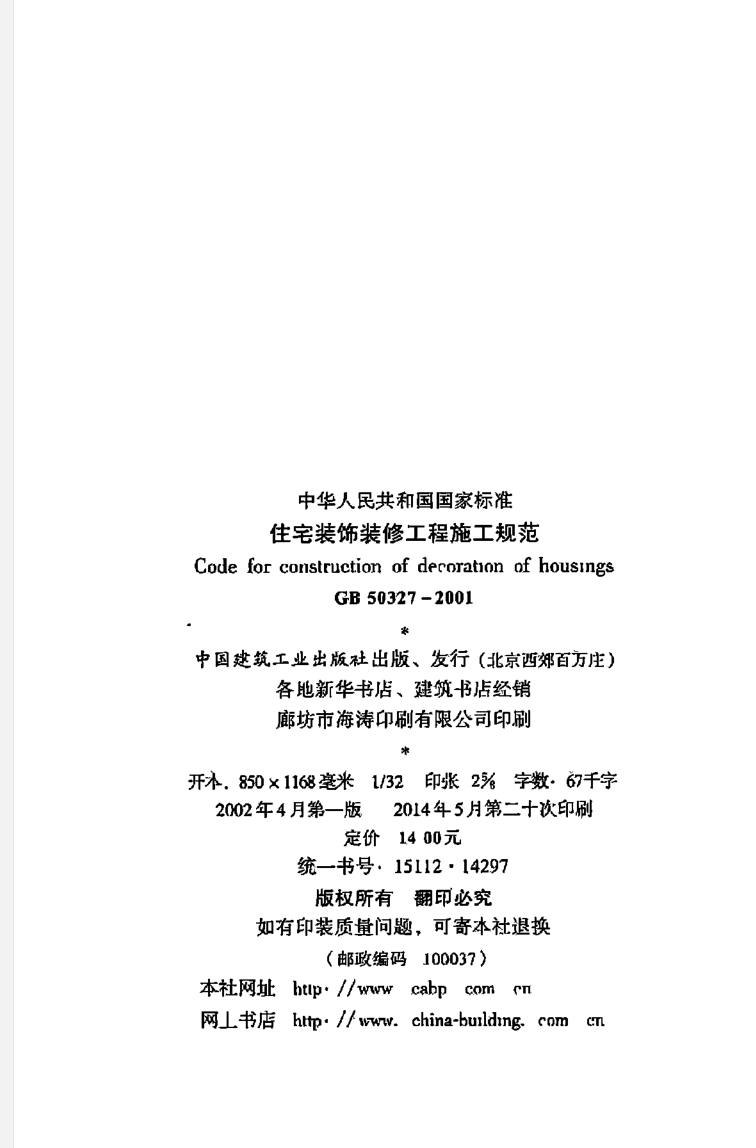 中华人民共和国国家标准
住宅装饰装修工程施工规范
Code for construction of decoration of housings
GB 50327－2001
*
中国建筑工业出版社出版、发行（北京西郊百万庄）
各地新华书店、建筑书店经销
廊坊市海涛印刷有限公司印刷
*
开本. 850×1168毫米 1/32 印张 2⅝ 字数· 67千字
2002年4月第一版 2014年5月第二十次印刷
定价 14 00元
统一书号· 15112·14297
版权所有 翻印必究
如有印装质量问题，可寄本社退换
（邮政编码 100037）
本社网址 http·//www cabp com cn
网上书店 http·//www. china-building. com cn